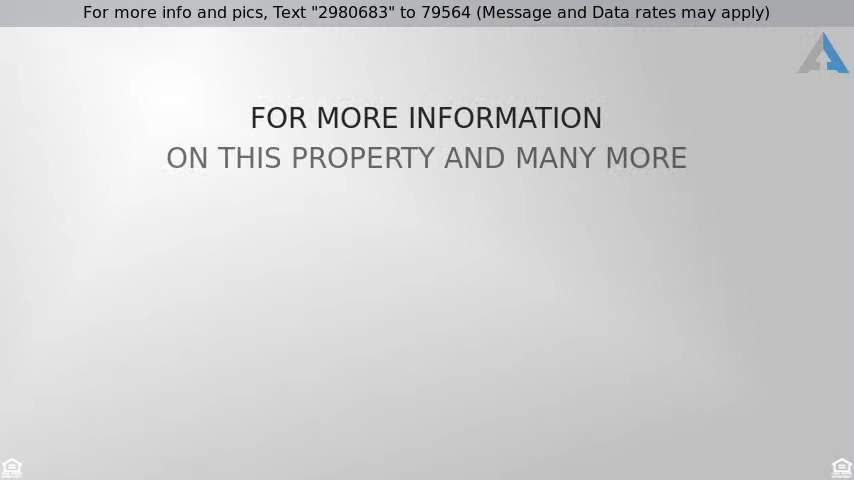 For more info and pics, Text "2980683" to 79564 (Message and Data rates may apply)
FOR MORE INFORMATION
ON THIS PROPERTY AND MANY MORE